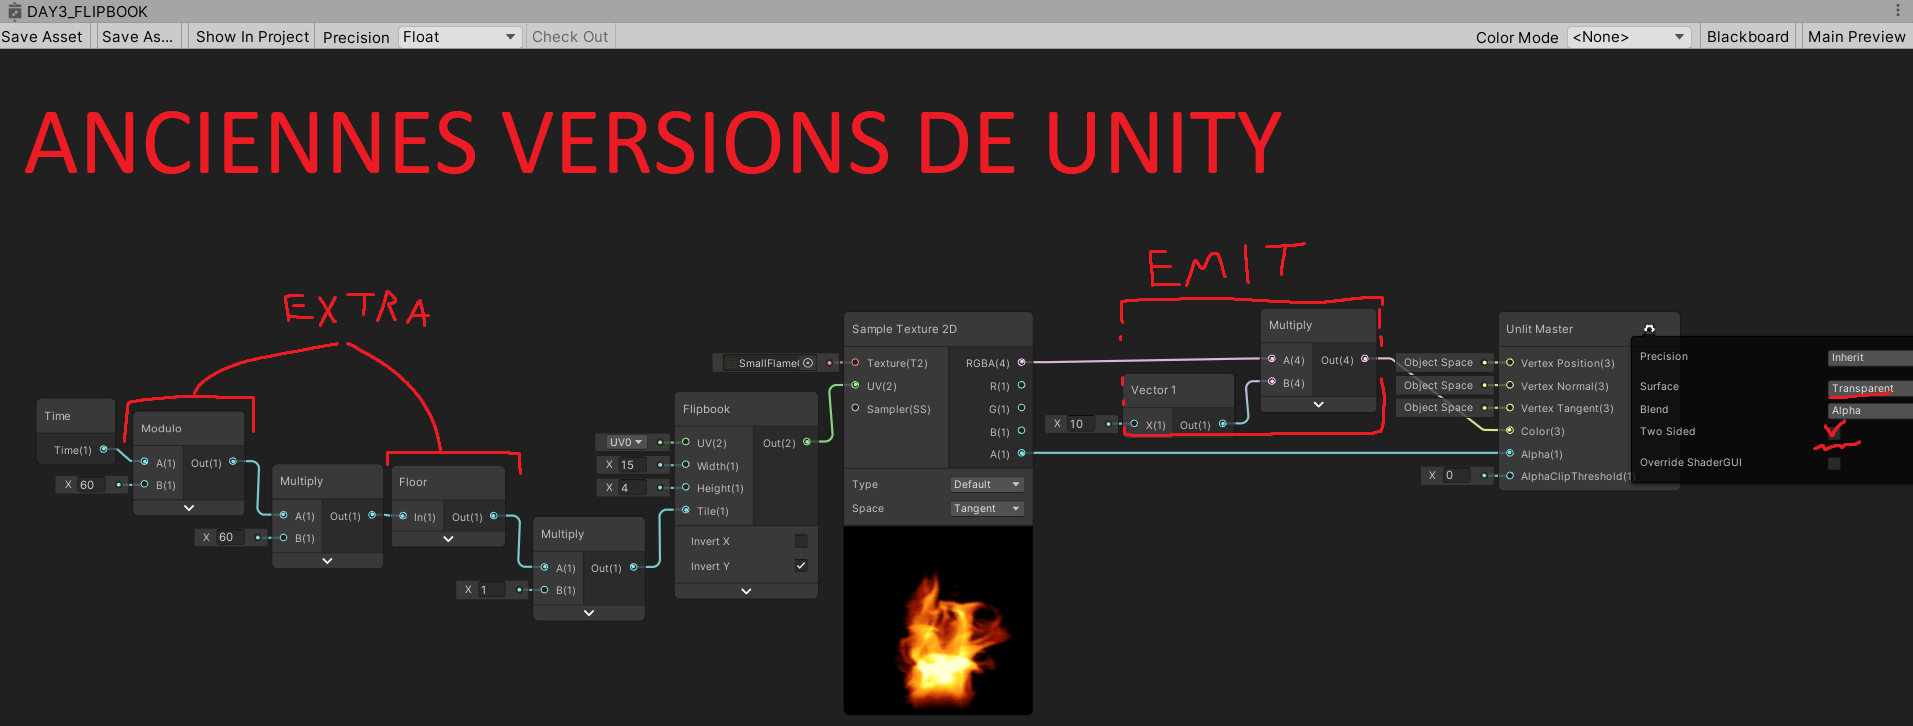 DAY3_FLIPBOOK
Save Asset Save As... Show In Project Precision Float Check Out Color Mode <None> Blackboard Main Preview
ANCIENNES VERSIONS DE UNITY
EXTRA
EMIT
Time
Time(1)
Modulo
A(1) Out(1)
X 60 B(1)
Multiply
A(1) Out(1)
X 60 B(1)
Floor
In(1) Out(1)
Multiply
A(1) Out(1)
X 1 B(1)
Flipbook
UV0 UV(2) Out(2)
X 15 Width(1)
X 4 Height(1)
Tile(1)
Invert X
Invert Y
Sample Texture 2D
SmallFlame Texture(T2) RGBA(4)
UV(2) R(1)
Sampler(SS) G(1)
B(1)
A(1)
Type Default
Space Tangent
Vector 1
X 10 X(1) Out(1)
Multiply
A(4) Out(4)
B(4)
Unlit Master
Object Space Vertex Position(3)
Object Space Vertex Normal(3)
Object Space Vertex Tangent(3)
Color(3)
Alpha(1)
X 0 AlphaClipThreshold(1)
Precision Inherit
Surface Transparent
Blend Alpha
Two Sided
Override ShaderGUI